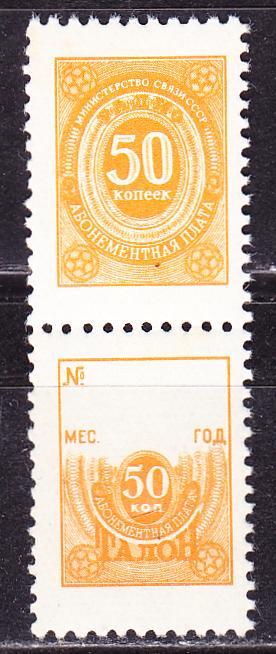 МИНИСТЕРСТВО СВЯЗИ СССР
50
копеек
АБОНЕМЕНТНАЯ ПЛАТА
№
МЕС. ГОД
50
коп
АБОНЕМЕНТНАЯ ПЛАТА
ТАЛОН